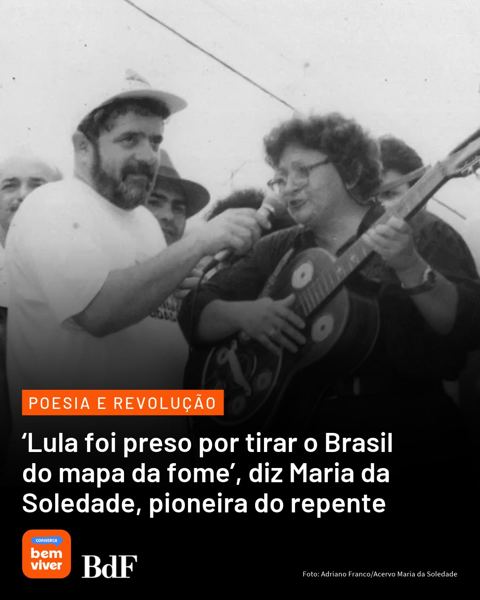 POESIA E REVOLUÇÃO
‘Lula foi preso por tirar o Brasil
do mapa da fome’, diz Maria da
Soledade, pioneira do repente
CONVERSA
bem
viver
BdF
Foto: Adriano Franco/Acervo Maria da Soledade